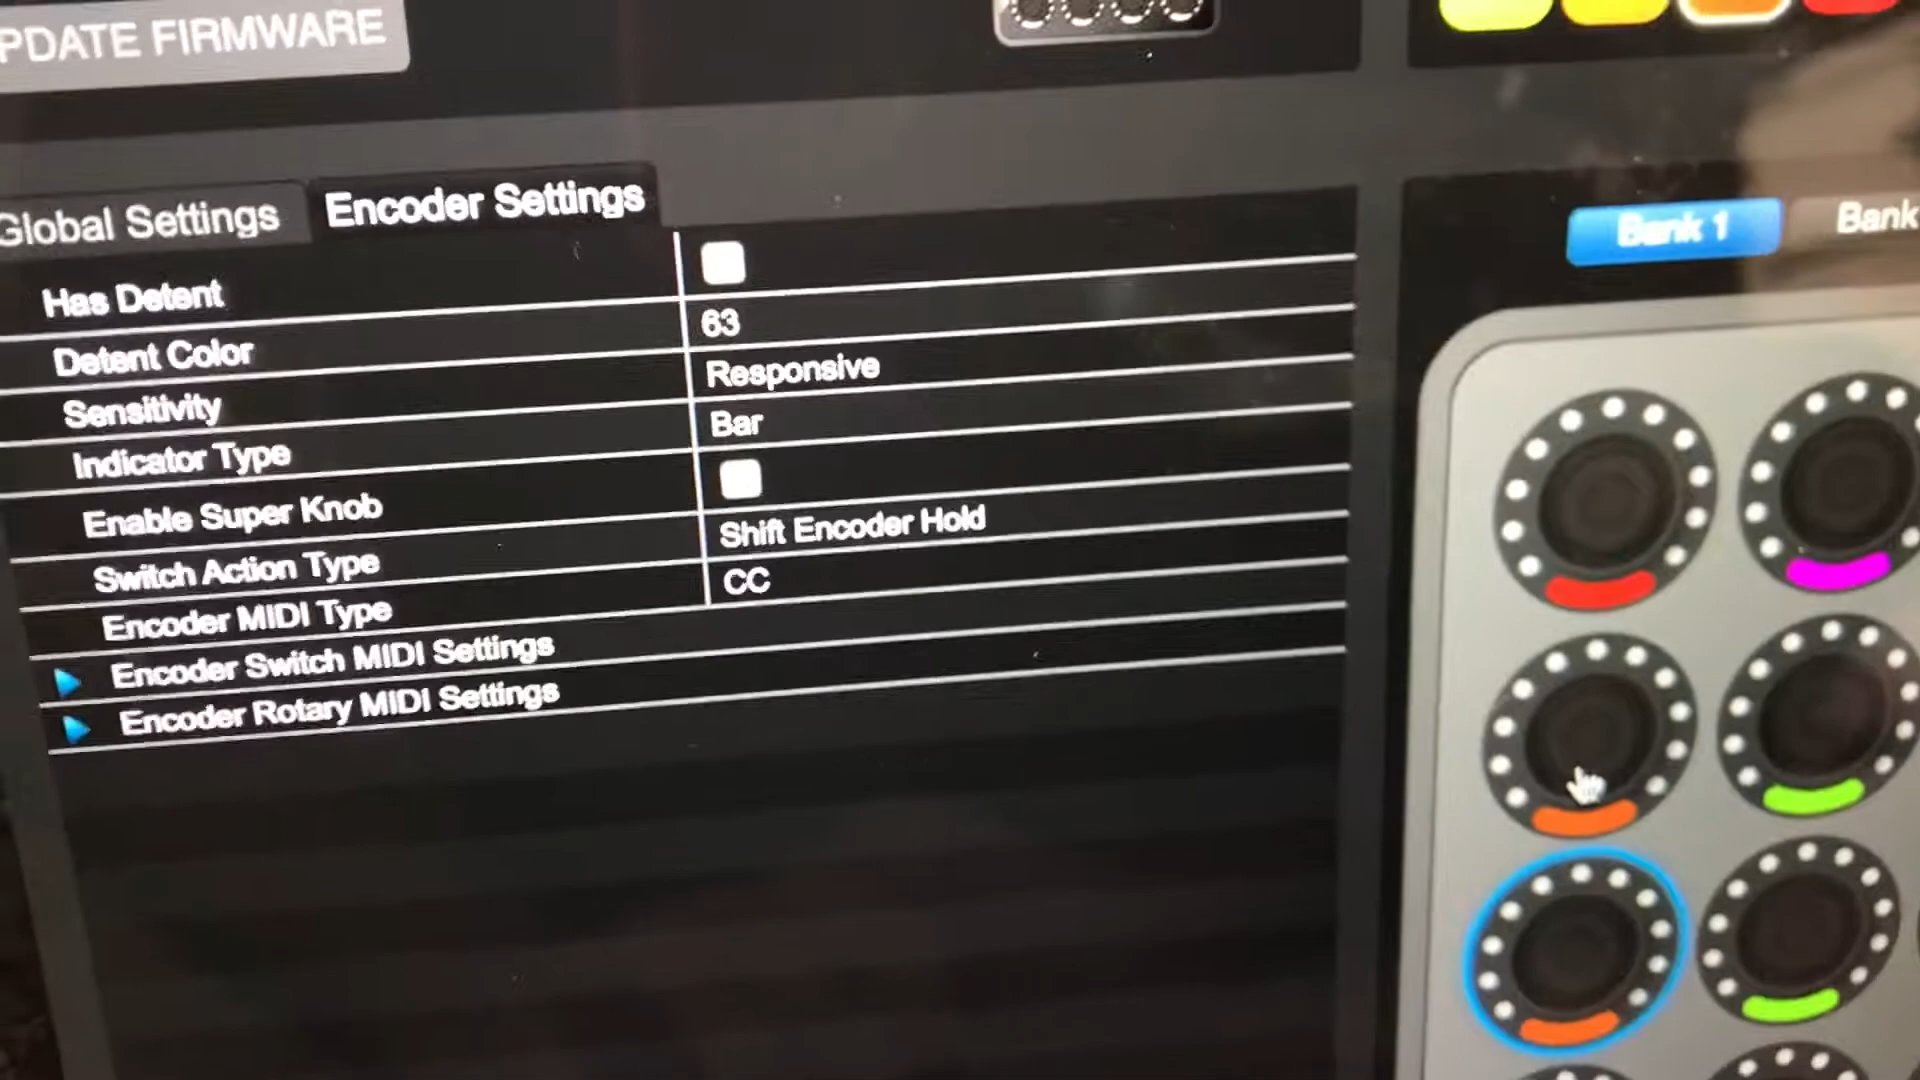 PDATE FIRMWARE
Global Settings
Encoder Settings
Bank 1
Bank
Has Detent
Detent Color
63
Sensitivity
Responsive
Indicator Type
Bar
Enable Super Knob
Switch Action Type
Shift Encoder Hold
Encoder MIDI Type
CC
Encoder Switch MIDI Settings
Encoder Rotary MIDI Settings